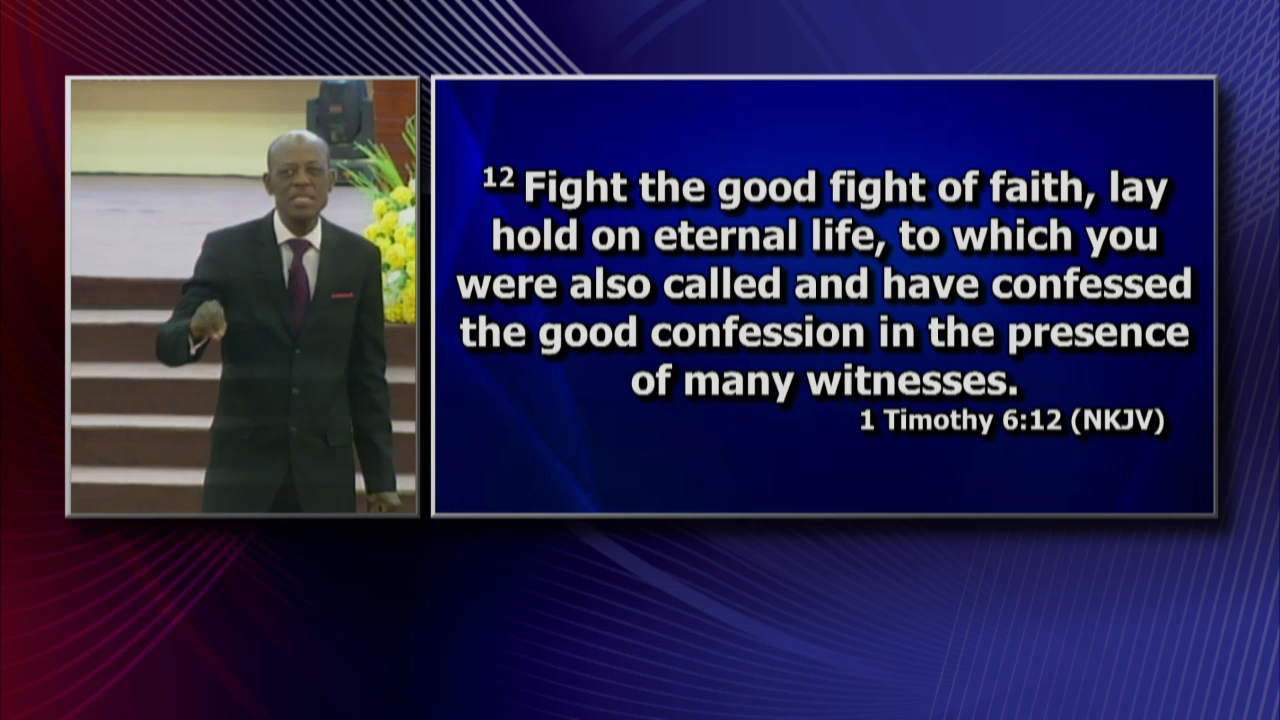 12 Fight the good fight of faith, lay
hold on eternal life, to which you
were also called and have confessed
the good confession in the presence
of many witnesses.
1 Timothy 6:12 (NKJV)